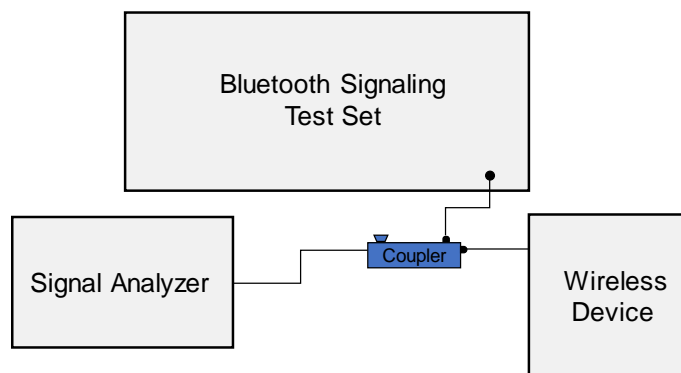 Bluetooth Signaling
Test Set
Coupler
Signal Analyzer
Wireless
Device